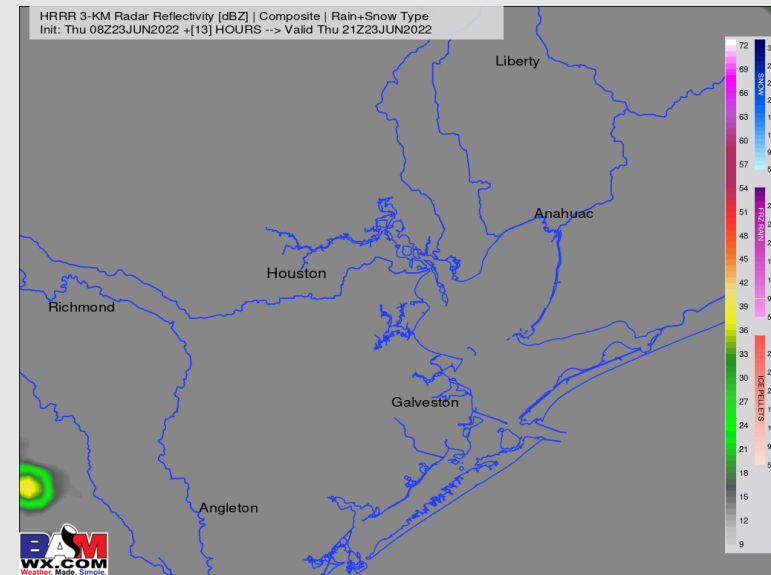 HRRR 3-KM Radar Reflectivity [dBZ] | Composite | Rain+Snow Type
Init: Thu 08Z23JUN2022 +[13] HOURS --> Valid Thu 21Z23JUN2022
Liberty
Anahuac
Houston
Richmond
Galveston
Angleton
BAM
WX.COM
Weather. Made. Simple.
72
69
66
63
60
57
54
51
48
45
42
39
36
33
30
27
24
21
18
15
12
9
SNOW
FRZ RAIN
ICE PELLETS